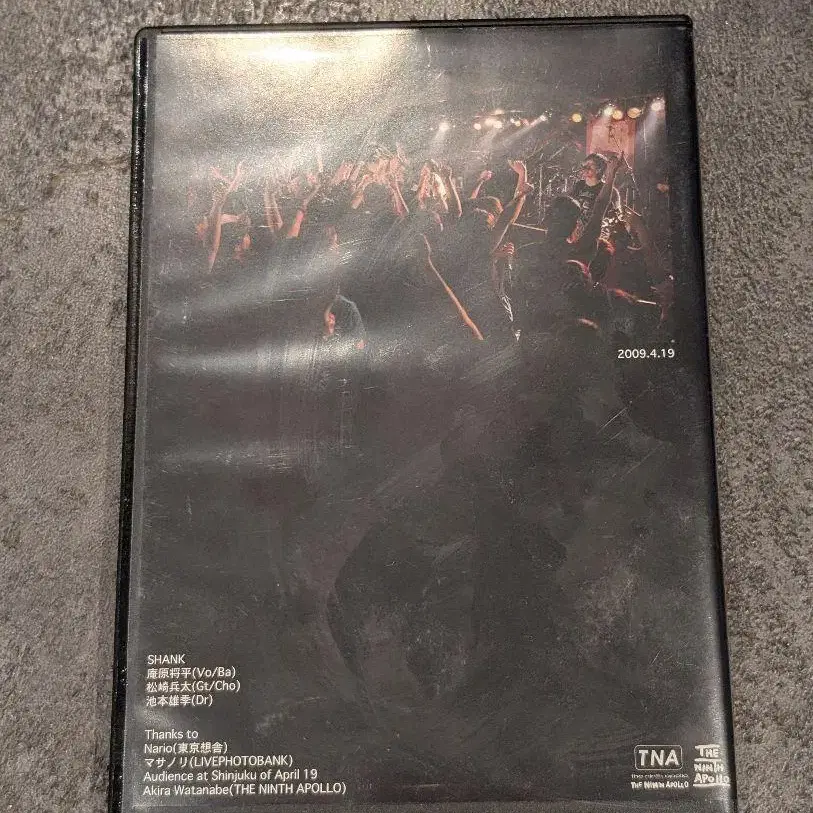 2009.4.19
SHANK
庵原将平(Vo/Ba)
松崎兵太(Gt/Cho)
池本雄季(Dr)
Thanks to
Nario(東京想舎)
マサノリ(LIVEPHOTOBANK)
Audience at Shinjuku of April 19
Akira Watanabe(THE NINTH APOLLO)
TNA
THE NINTH APOLLO
THE
NINTH
APOLLO